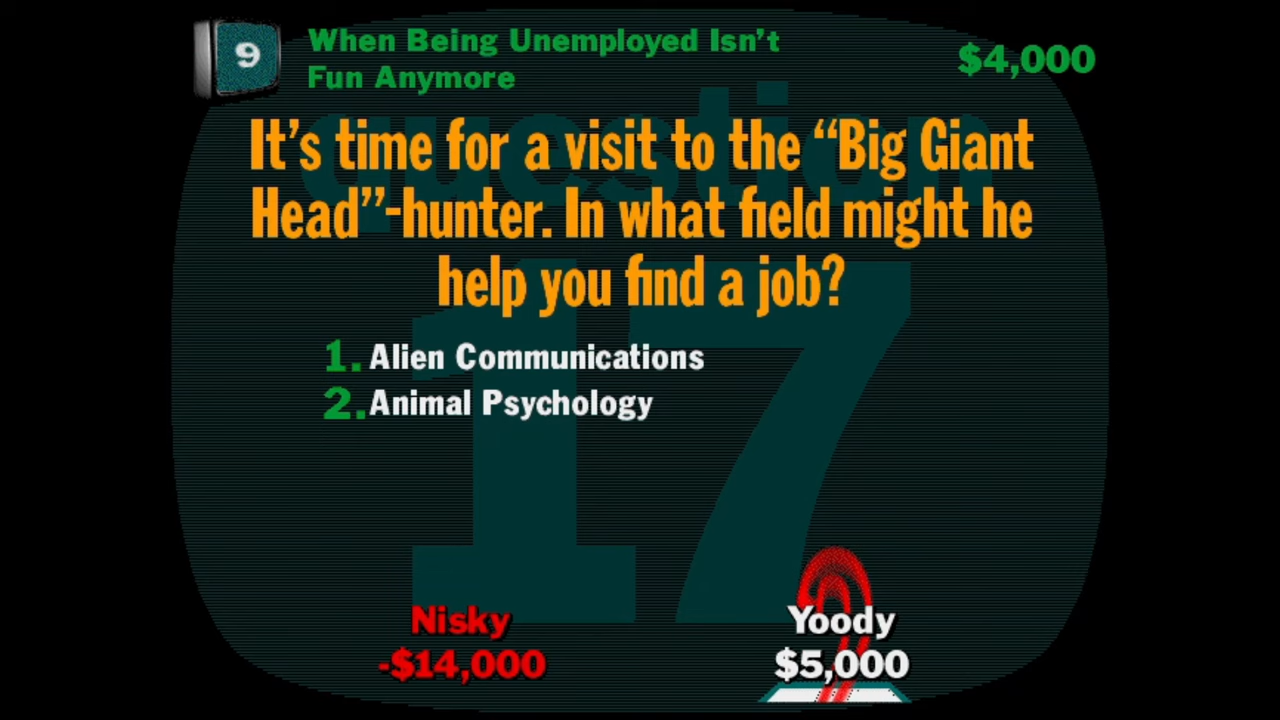 9
When Being Unemployed Isn’t
Fun Anymore
$4,000
question
17
It’s time for a visit to the “Big Giant
Head”-hunter. In what field might he
help you find a job?
1. Alien Communications
2. Animal Psychology
Nisky
-$14,000
Yoody
$5,000